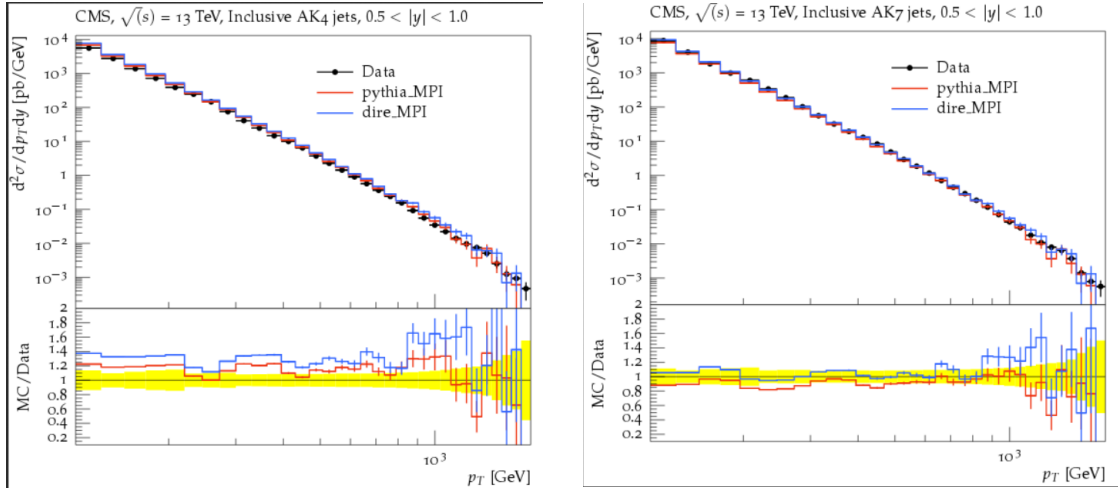 CMS, √(s) = 13 TeV, Inclusive AK4 jets, 0.5 < |y| < 1.0
d²σ/dp_T dy [pb/GeV]
10⁴
10³
10²
10¹
1
10⁻¹
10⁻²
10⁻³
Data
pythia_MPI
dire_MPI
MC/Data
2
1.8
1.6
1.4
1.2
1
0.8
0.6
0.4
0.2
10³
p_T [GeV]
CMS, √(s) = 13 TeV, Inclusive AK7 jets, 0.5 < |y| < 1.0
d²σ/dp_T dy [pb/GeV]
10⁴
10³
10²
10¹
1
10⁻¹
10⁻²
10⁻³
Data
pythia_MPI
dire_MPI
MC/Data
2
1.8
1.6
1.4
1.2
1
0.8
0.6
0.4
0.2
10³
p_T [GeV]